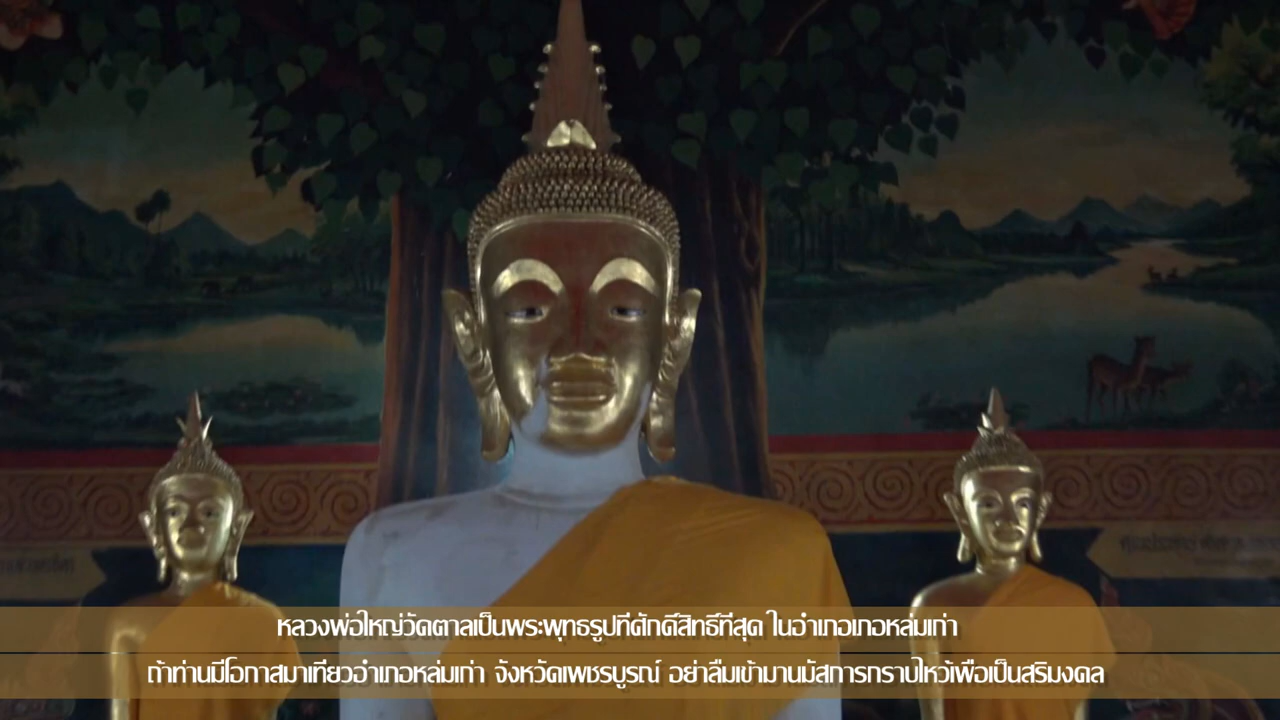 หลวงพ่อใหญ่วัดตาลเป็นพระพุทธรูปที่ศักดิ์สิทธิ์ที่สุด ในอำเภอเภอหล่มเก่า
ถ้าท่านมีโอกาสมาเที่ยวอำเภอหล่มเก่า จังหวัดเพชรบูรณ์ อย่าลืมเข้ามานมัสการกราบไหว้เพื่อเป็นสริมงคล